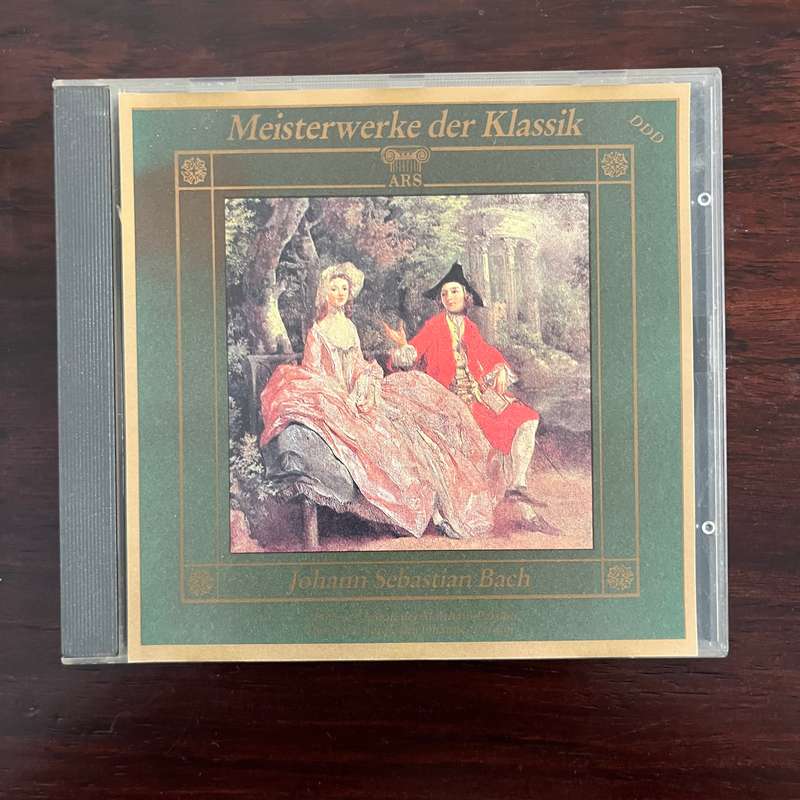 Meisterwerke der Klassik
DDD
ARS
Johann Sebastian Bach